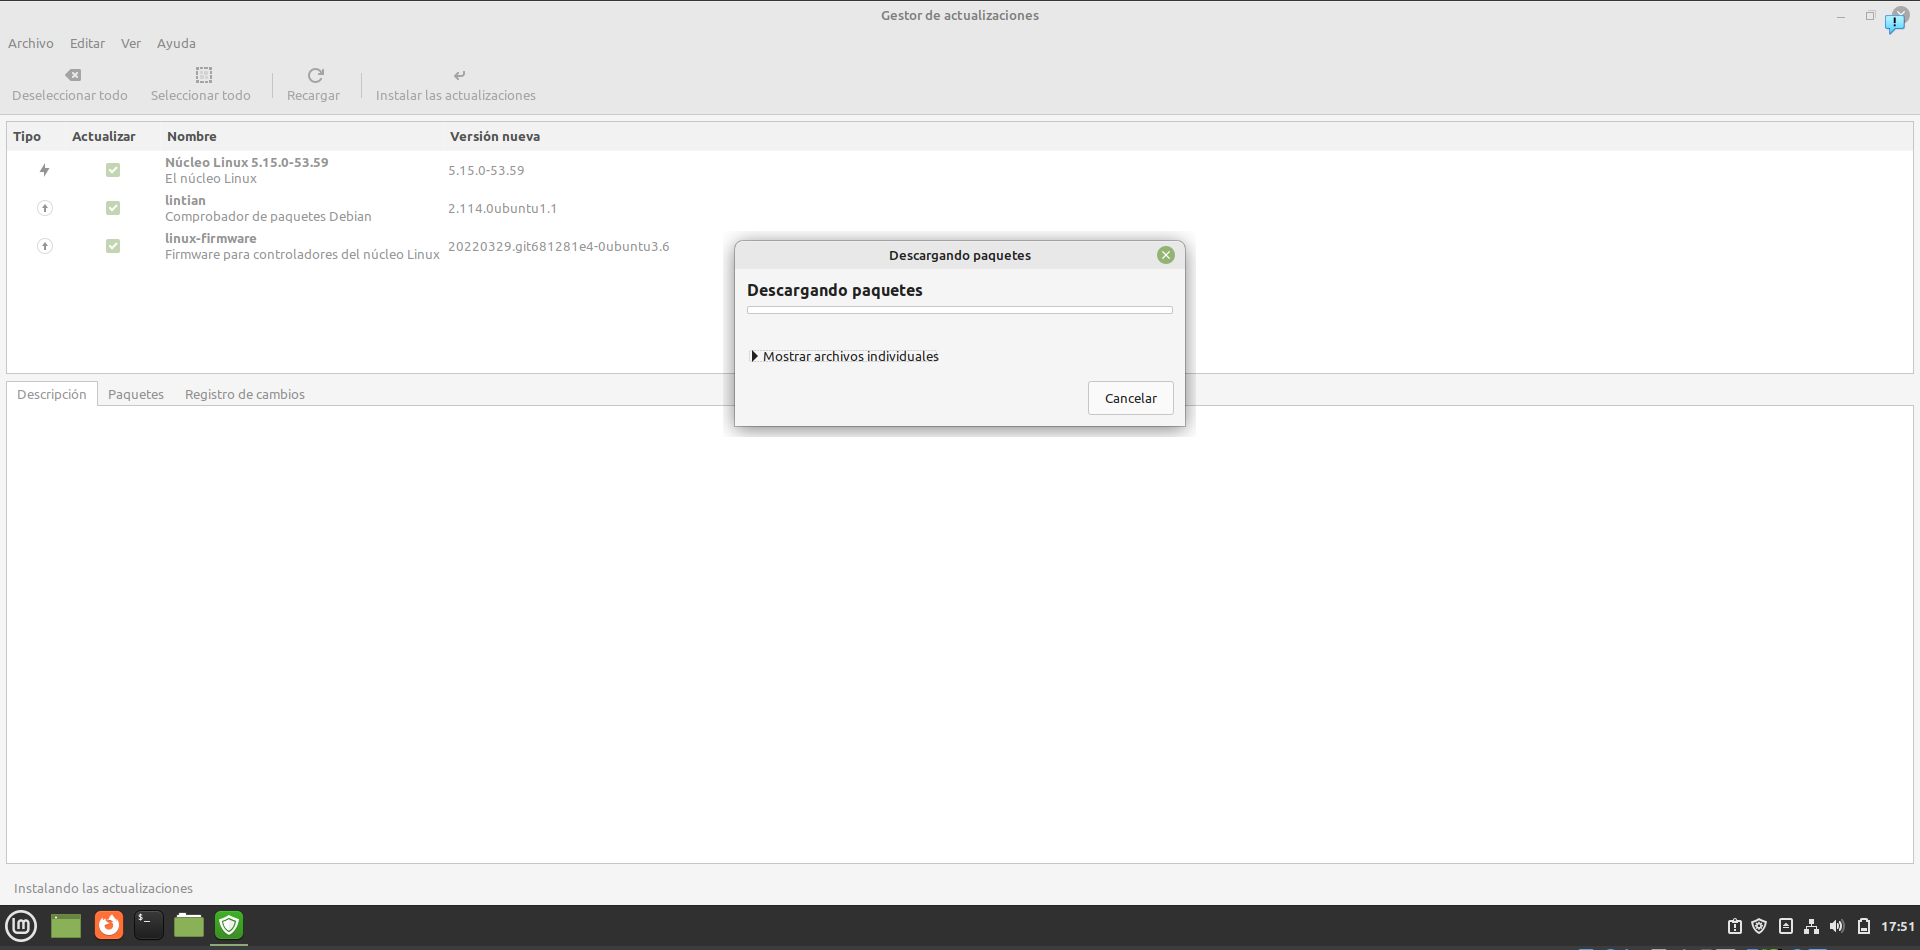 Gestor de actualizaciones
Archivo Editar Ver Ayuda
Deseleccionar todo Seleccionar todo Recargar Instalar las actualizaciones
Tipo Actualizar Nombre Versión nueva
Núcleo Linux 5.15.0-53.59
El núcleo Linux
5.15.0-53.59
lintian
Comprobador de paquetes Debian
2.114.0ubuntu1.1
linux-firmware
Firmware para controladores del núcleo Linux
20220329.git681281e4-0ubuntu3.6
Descargando paquetes
Descargando paquetes
Mostrar archivos individuales
Cancelar
Descripción Paquetes Registro de cambios
Instalando las actualizaciones
17:51